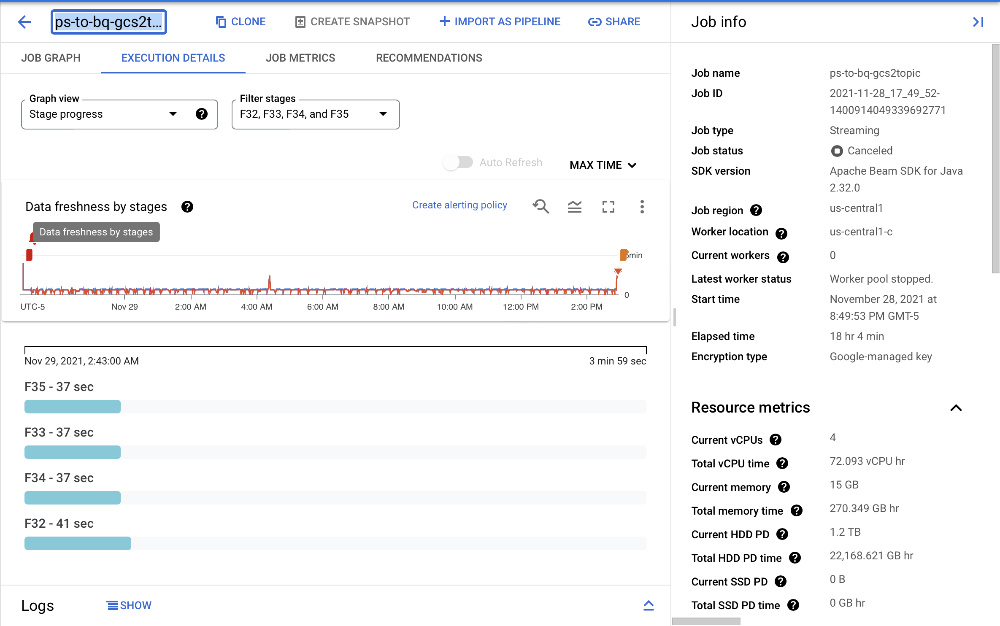 ps-to-bq-gcs2t...
CLONE
CREATE SNAPSHOT
IMPORT AS PIPELINE
SHARE
JOB GRAPH
EXECUTION DETAILS
JOB METRICS
RECOMMENDATIONS
Graph view
Stage progress
Filter stages
F32, F33, F34, and F35
Auto Refresh
MAX TIME
Data freshness by stages
Create alerting policy
Data freshness by stages
5min
0
UTC-5
Nov 29
2:00 AM
4:00 AM
6:00 AM
8:00 AM
10:00 AM
12:00 PM
2:00 PM
Nov 29, 2021, 2:43:00 AM
3 min 59 sec
F35 - 37 sec
F33 - 37 sec
F34 - 37 sec
F32 - 41 sec
Logs
SHOW
Job info
Job name
ps-to-bq-gcs2topic
Job ID
2021-11-28_17_49_52-
1400914049339692771
Job type
Streaming
Job status
Canceled
SDK version
Apache Beam SDK for Java
2.32.0
Job region
us-central1
Worker location
us-central1-c
Current workers
0
Latest worker status
Worker pool stopped.
Start time
November 28, 2021 at
8:49:53 PM GMT-5
Elapsed time
18 hr 4 min
Encryption type
Google-managed key
Resource metrics
Current vCPUs
4
Total vCPU time
72.093 vCPU hr
Current memory
15 GB
Total memory time
270.349 GB hr
Current HDD PD
1.2 TB
Total HDD PD time
22,168.621 GB hr
Current SSD PD
0 B
Total SSD PD time
0 GB hr